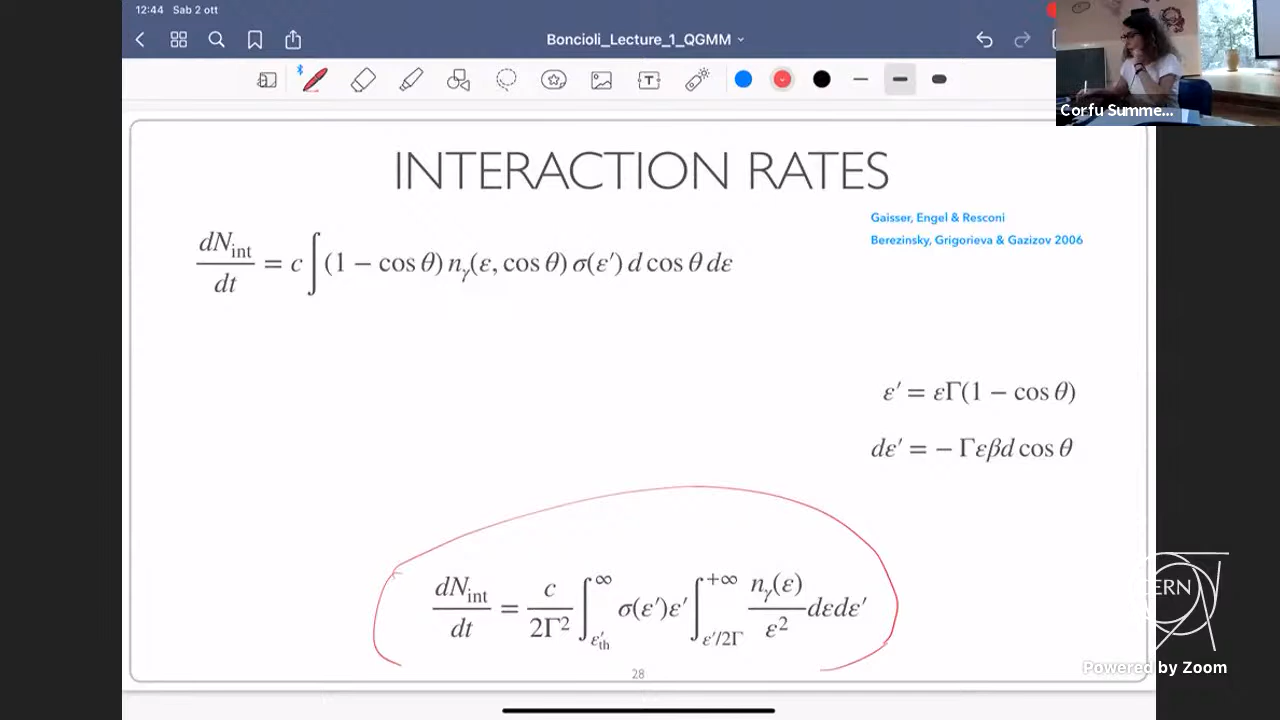 12:44 Sab 2 ott
Boncioli_Lecture_1_QGMM
Corfu Summe...
INTERACTION RATES
Gaisser, Engel & Resconi
Berezinsky, Grigorieva & Gazizov 2006
dN_int/dt = c ∫ (1 − cos θ) n_γ(ε, cos θ) σ(ε′) d cos θ dε
ε′ = εΓ(1 − cos θ)
dε′ = − Γεβd cos θ
dN_int/dt = c/2Γ² ∫_{ε′_th}^{∞} σ(ε′)ε′ ∫_{ε′/2Γ}^{+∞} n_γ(ε)/ε² dεdε′
28
ERN
Powered by Zoom